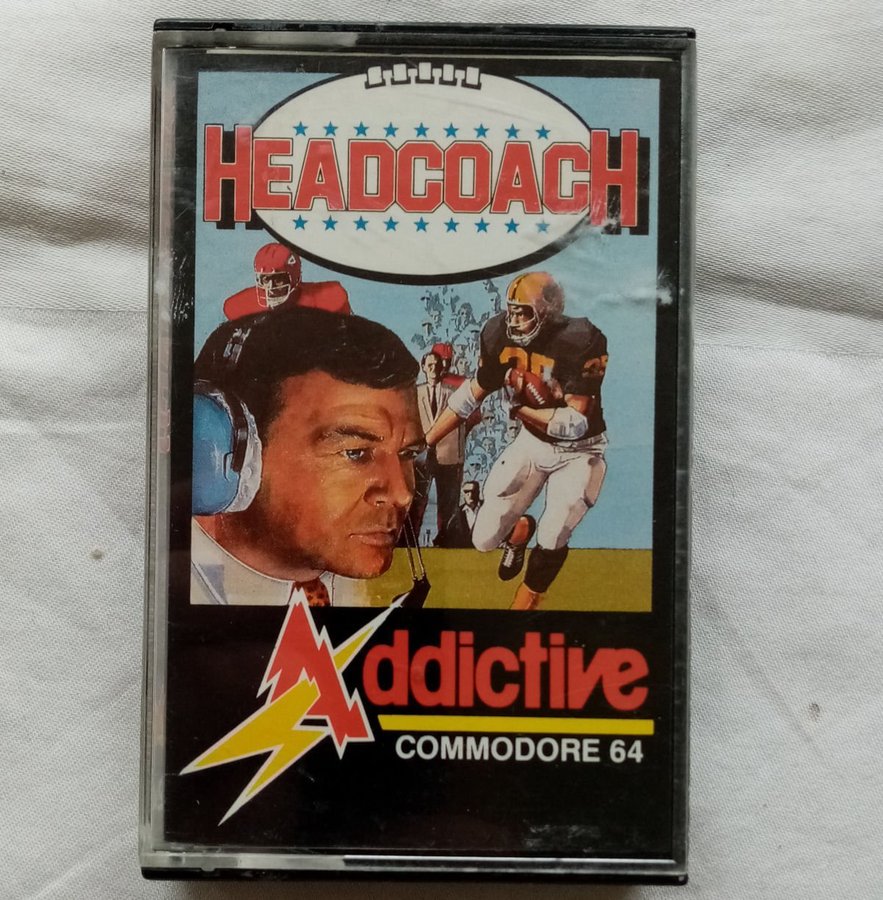 HEADCOACH
Addictive
COMMODORE 64